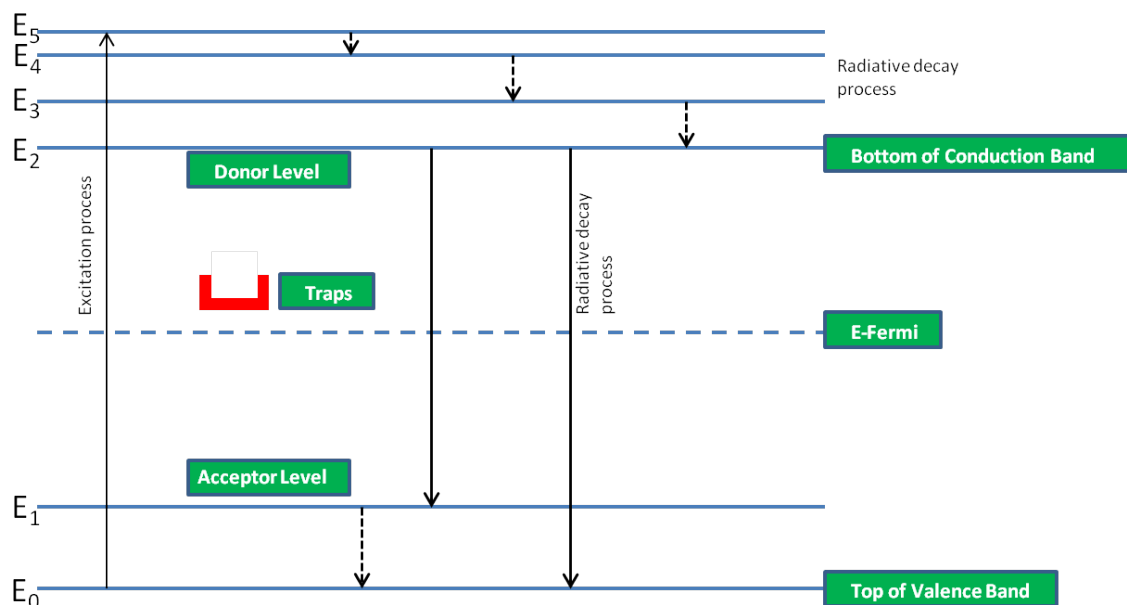 E5
E4
Radiative decay
process
E3
E2
Bottom of Conduction Band
Donor Level
Excitation process
Radiative decay
process
Traps
E-Fermi
Acceptor Level
E1
E0
Top of Valence Band